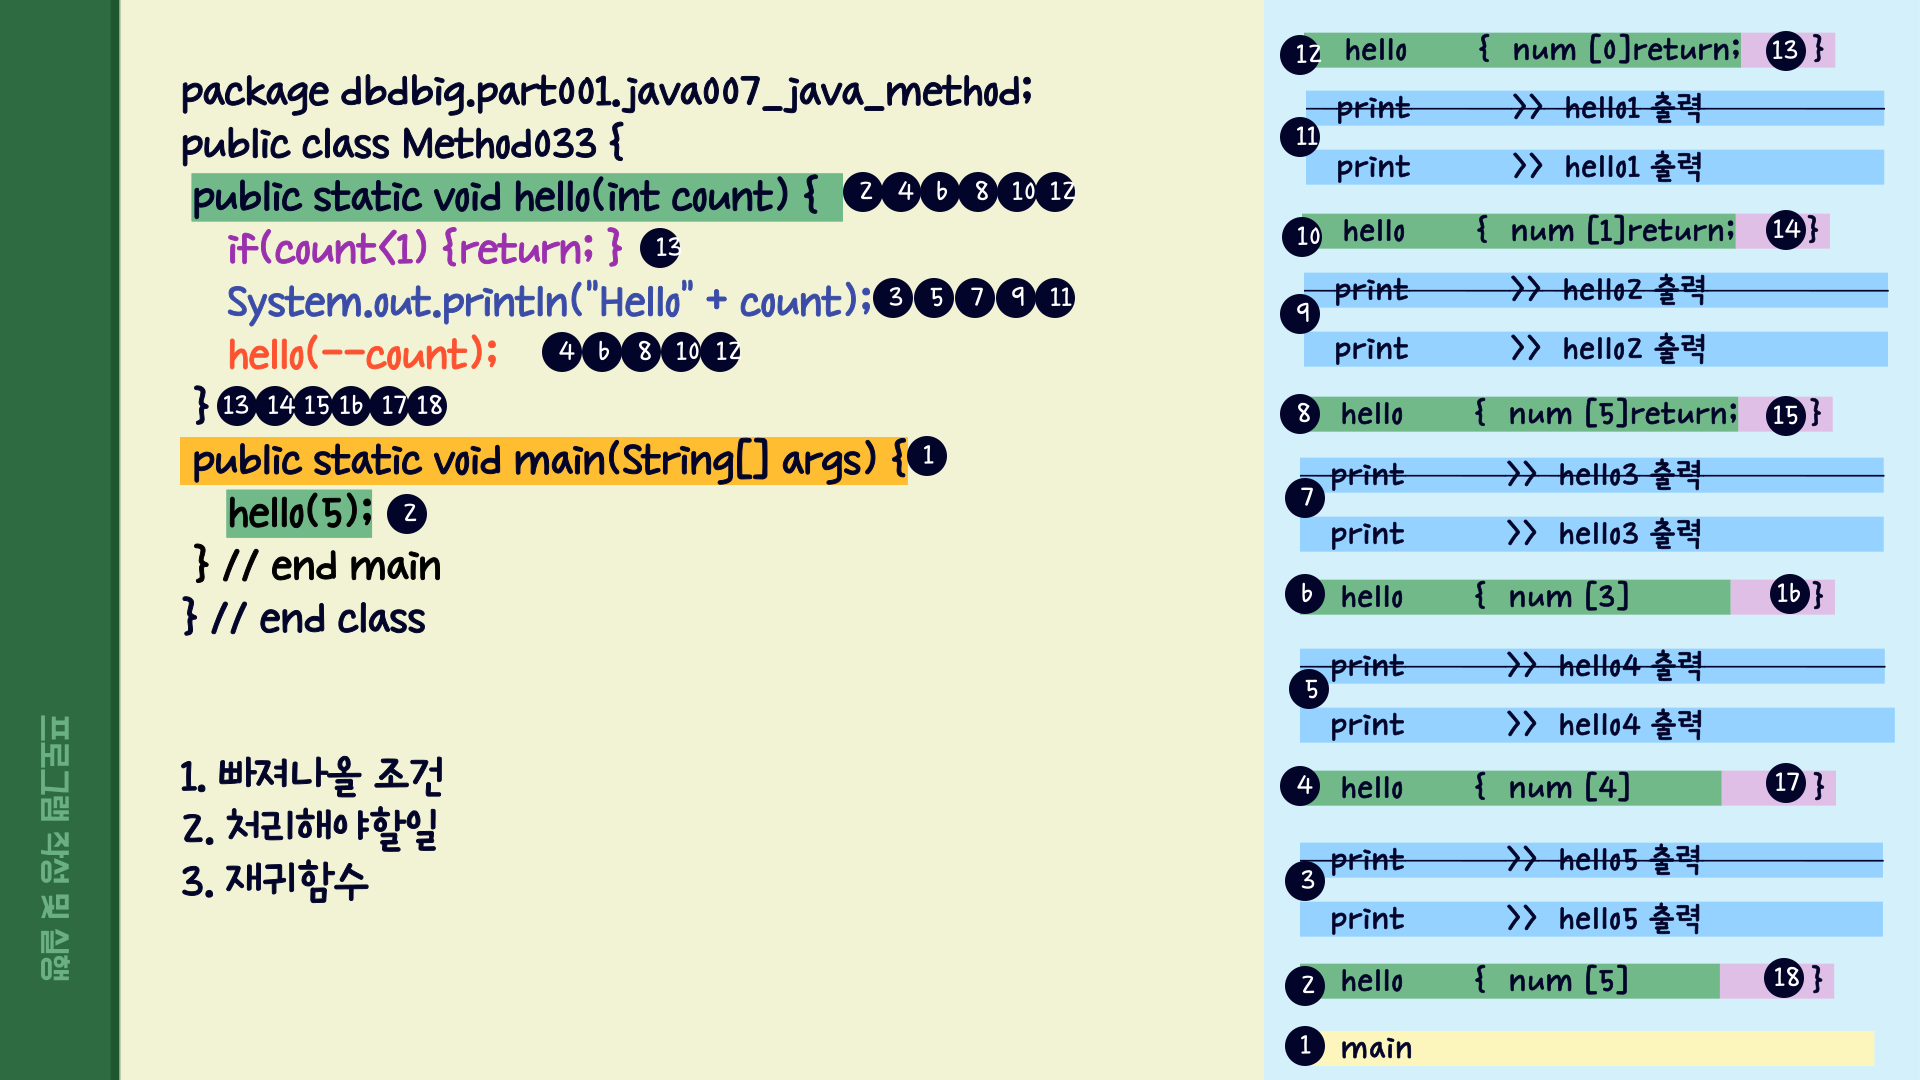 프로그램 작성 및 실행
package dbdbig.part001.java007_java_method;
public class Method033 {
public static void hello(int count) { 2 4 6 8 10 12
if(count<1) {return; } 13
System.out.println("Hello" + count); 3 5 7 9 11
hello(--count); 4 6 8 10 12
} 13 14 15 16 17 18
public static void main(String[] args) { 1
hello(5); 2
} // end main
} // end class
1. 빠져나올 조건
2. 처리해야할일
3. 재귀함수
12 hello { num [0]return; 13 }
print >> hello1 출력
11
print >> hello1 출력
10 hello { num [1]return; 14 }
print >> hello2 출력
9
print >> hello2 출력
8 hello { num [5]return; 15 }
print >> hello3 출력
7
print >> hello3 출력
6 hello { num [3] 16 }
print >> hello4 출력
5
print >> hello4 출력
4 hello { num [4] 17 }
print >> hello5 출력
3
print >> hello5 출력
2 hello { num [5] 18 }
1 main